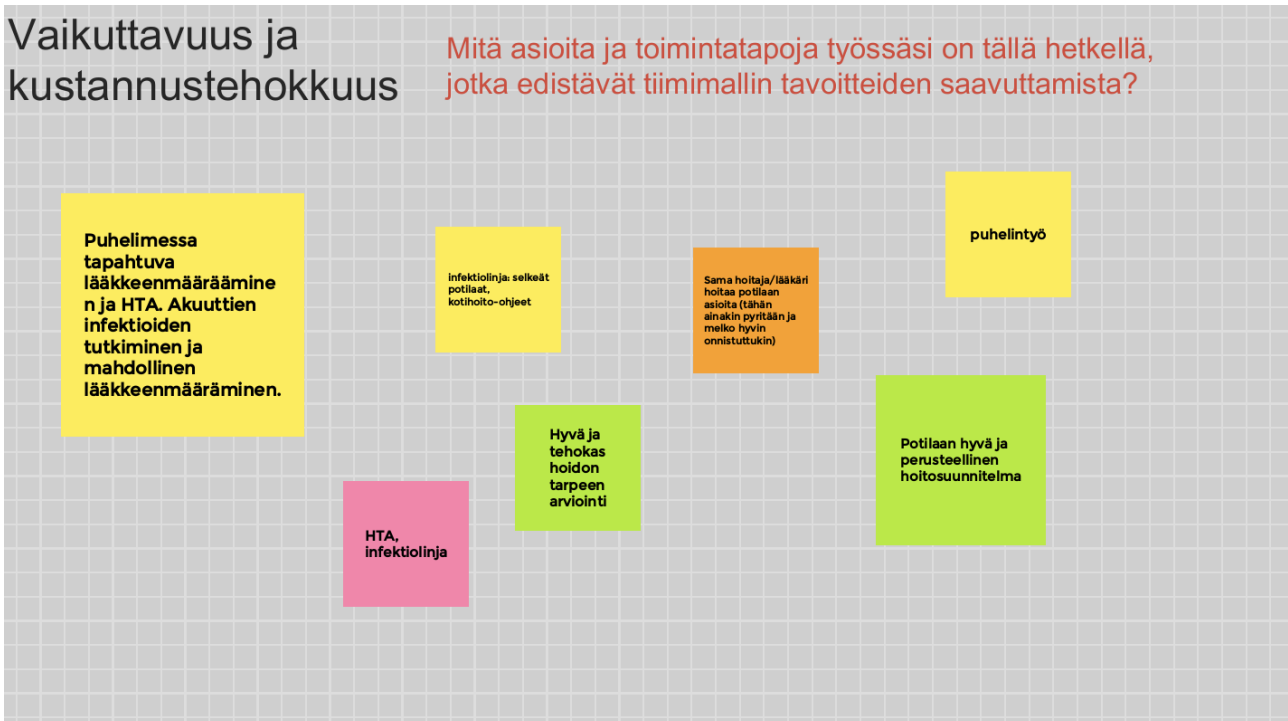 Vaikuttavuus ja
kustannustehokkuus
Mitä asioita ja toimintatapoja työssäsi on tällä hetkellä,
jotka edistävät tiimimallin tavoitteiden saavuttamista?
Puhelimessa
tapahtuva
lääkkeenmääräämine
n ja HTA. Akuuttien
infektioiden
tutkiminen ja
mahdollinen
lääkkeenmääräminen.
infektiolinja: selkeät
potilaat,
kotihoito-ohjeet
Sama hoitaja/lääkäri
hoitaa potilaan
asioita (tähän
ainakin pyritään ja
melko hyvin
onnistuttukin)
puhelintyö
Hyvä ja
tehokas
hoidon
tarpeen
arviointi
Potilaan hyvä ja
perusteellinen
hoitosuunnitelma
HTA,
infektiolinja